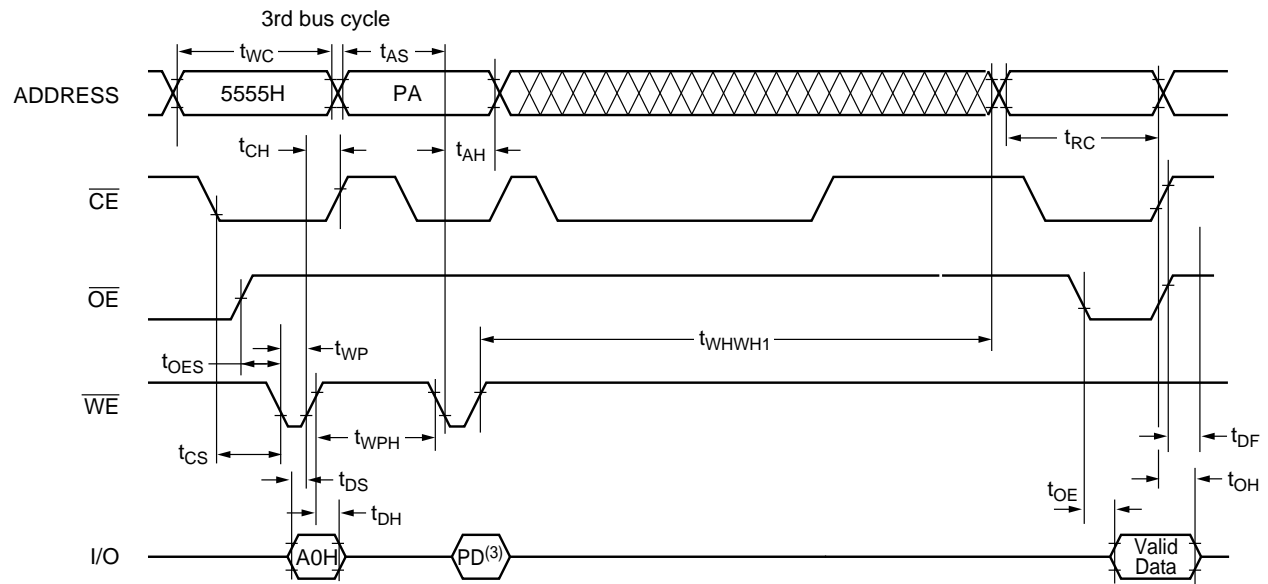 3rd bus cycle
tWC
tAS
ADDRESS
5555H
PA
tCH
tAH
tRC
CE
OE
tWHWH1
tWP
tOES
WE
tWPH
tCS
tDF
tDS
tOE
tOH
tDH
I/O
A0H
PD(3)
Valid
Data